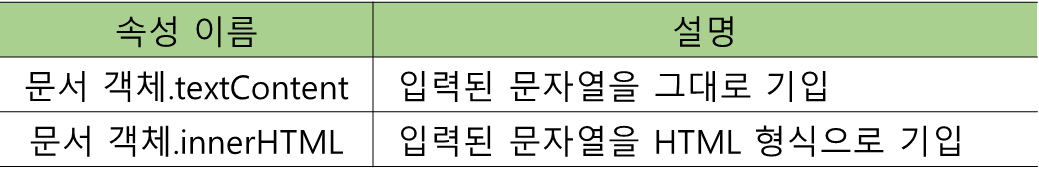 속성 이름 설명
문서 객체.textContent 입력된 문자열을 그대로 기입
문서 객체.innerHTML 입력된 문자열을 HTML 형식으로 기입